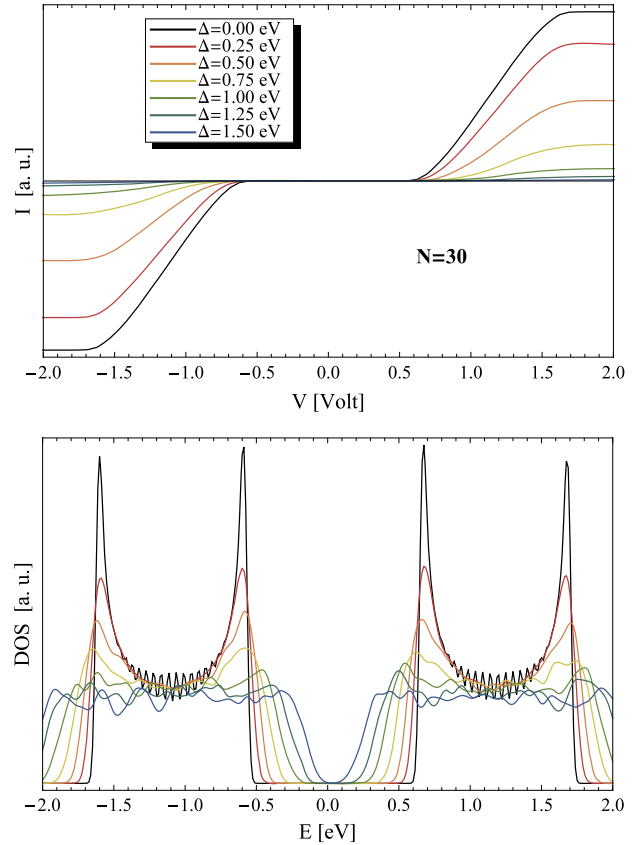 Δ=0.00 eV
Δ=0.25 eV
Δ=0.50 eV
Δ=0.75 eV
Δ=1.00 eV
Δ=1.25 eV
Δ=1.50 eV
I [a. u.]
N=30
−2.0 −1.5 −1.0 −0.5 0.0 0.5 1.0 1.5 2.0
V [Volt]
DOS [a. u.]
−2.0 −1.5 −1.0 −0.5 0.0 0.5 1.0 1.5 2.0
E [eV]